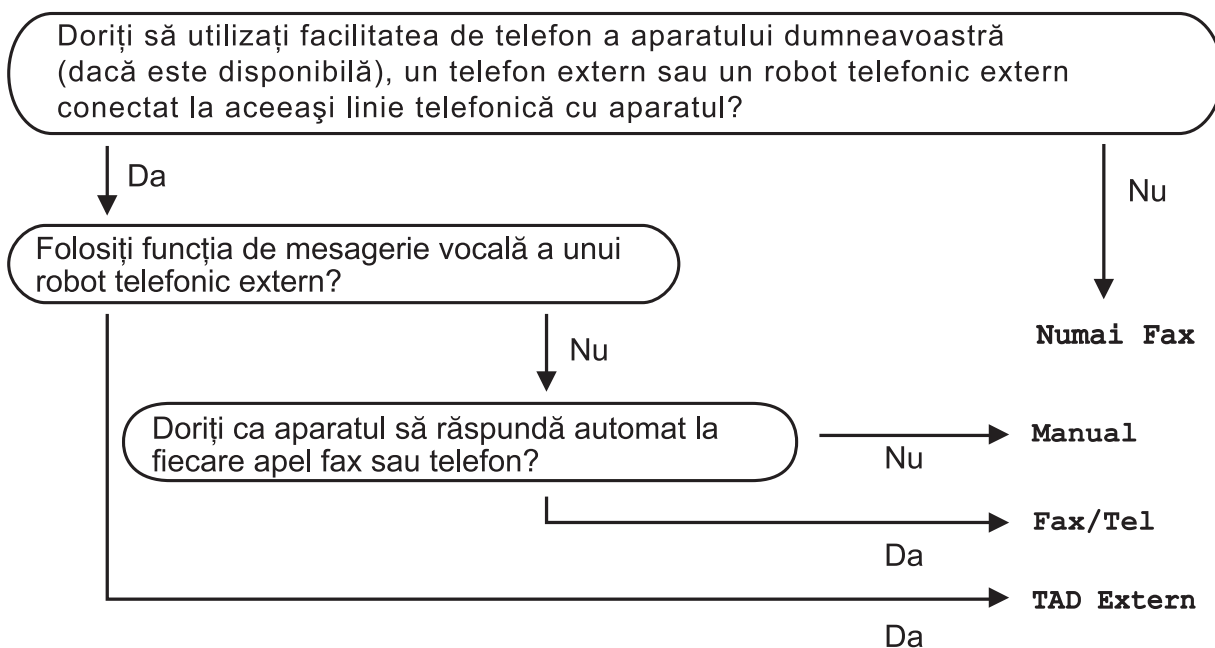 Doriți să utilizați facilitatea de telefon a aparatului dumneavoastră
(dacă este disponibilă), un telefon extern sau un robot telefonic extern
conectat la aceeaşi linie telefonică cu aparatul?
Da
Nu
Folosiți funcția de mesagerie vocală a unui
robot telefonic extern?
Numai Fax
Nu
Doriți ca aparatul să răspundă automat la
fiecare apel fax sau telefon?
Manual
Nu
Fax/Tel
Da
TAD Extern
Da